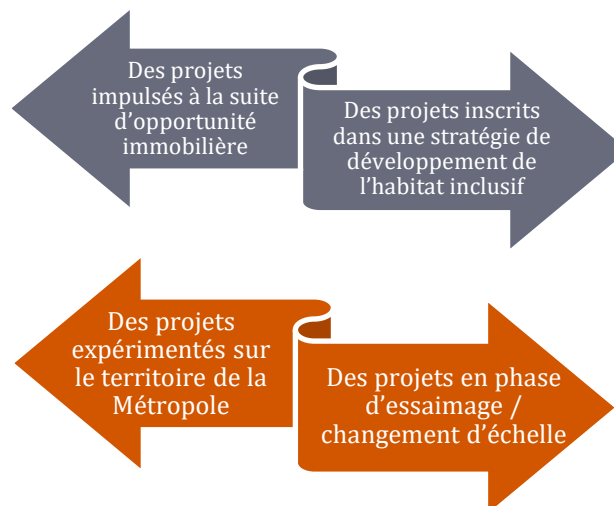 Des projets
impulsés à la suite
d’opportunité
immobilière
Des projets inscrits
dans une stratégie de
développement de
l’habitat inclusif
Des projets
expérimentés sur
le territoire de la
Métropole
Des projets en phase
d’essaimage /
changement d’échelle